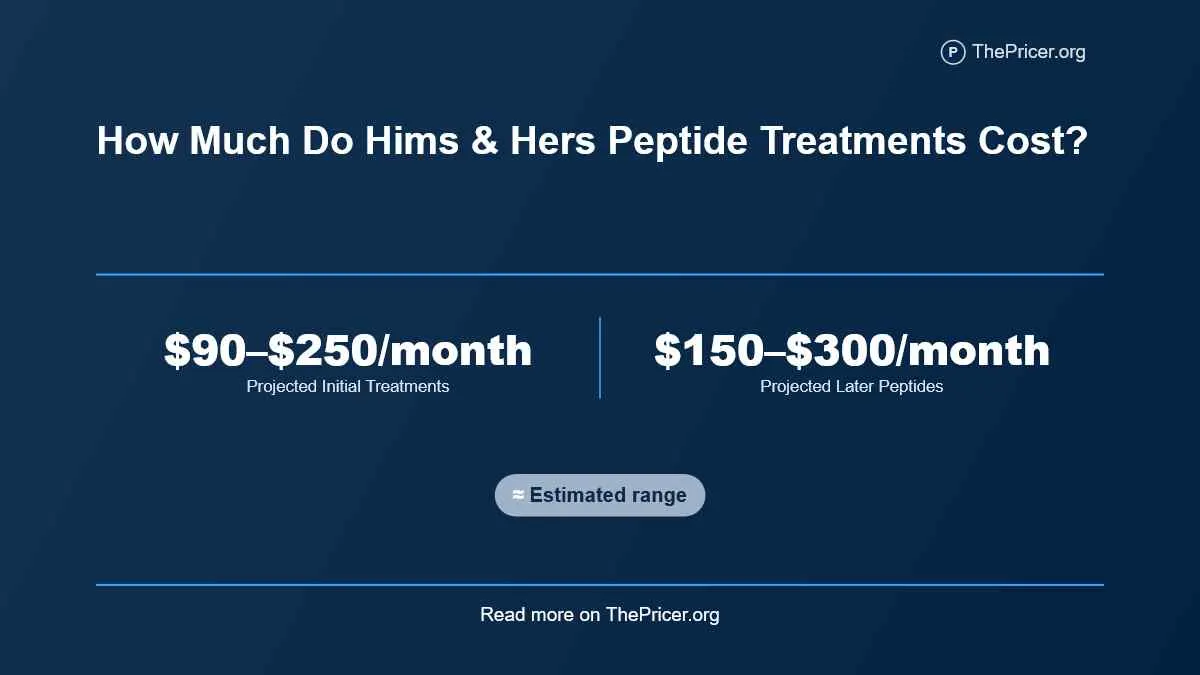 P ThePricer.org
How Much Do Hims & Hers Peptide Treatments Cost?
$90–$250/month
Projected Initial Treatments
$150–$300/month
Projected Later Peptides
≈ Estimated range
Read more on ThePricer.org